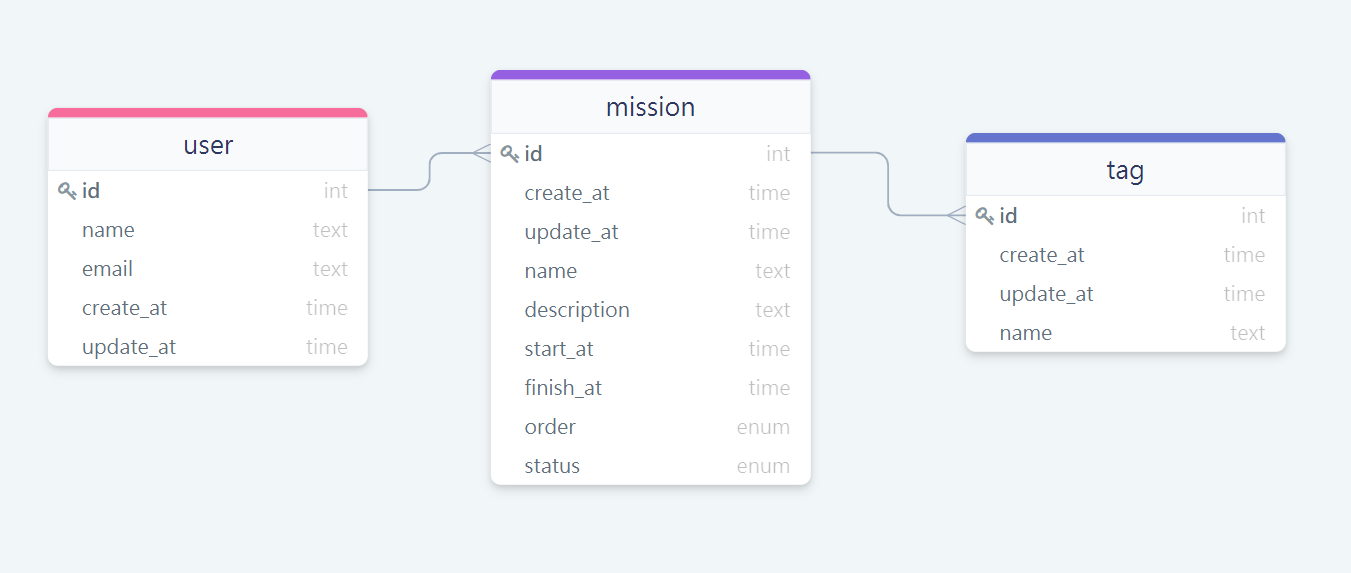 user
id int
name text
email text
create_at time
update_at time
mission
id int
create_at time
update_at time
name text
description text
start_at time
finish_at time
order enum
status enum
tag
id int
create_at time
update_at time
name text